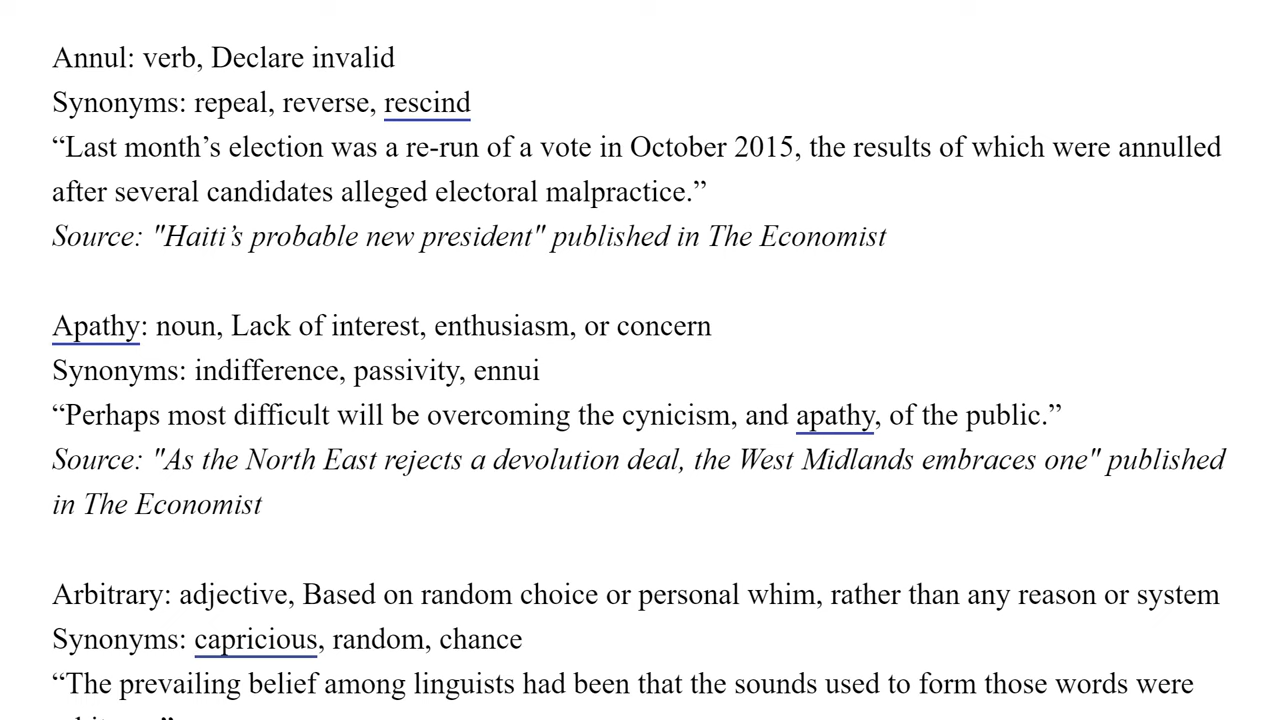 Annul: verb, Declare invalid
Synonyms: repeal, reverse, rescind
“Last month’s election was a re-run of a vote in October 2015, the results of which were annulled
after several candidates alleged electoral malpractice.”
Source: "Haiti’s probable new president" published in The Economist
Apathy: noun, Lack of interest, enthusiasm, or concern
Synonyms: indifference, passivity, ennui
“Perhaps most difficult will be overcoming the cynicism, and apathy, of the public.”
Source: "As the North East rejects a devolution deal, the West Midlands embraces one" published
in The Economist
Arbitrary: adjective, Based on random choice or personal whim, rather than any reason or system
Synonyms: capricious, random, chance
“The prevailing belief among linguists had been that the sounds used to form those words were